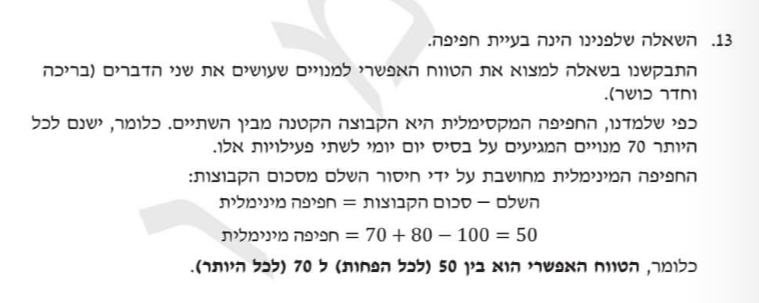 13. השאלה שלפנינו הינה בעיית חפיפה.
התבקשנו בשאלה למצוא את הטווח האפשרי למנויים שעושים את שני הדברים (בריכה
וחדר כושר).
כפי שלמדנו, החפיפה המקסימלית היא הקבוצה הקטנה מבין השתיים. כלומר, ישנם לכל
היותר 70 מנויים המגיעים על בסיס יום יומי לשתי פעילויות אלו.
החפיפה המינימלית מחושבת על ידי חיסור השלם מסכום הקבוצות:
השלם – סכום הקבוצות = חפיפה מינימלית
חפיפה מינימלית = 70 + 80 − 100 = 50
כלומר, הטווח האפשרי הוא בין 50 (לכל הפחות) ל 70 (לכל היותר).